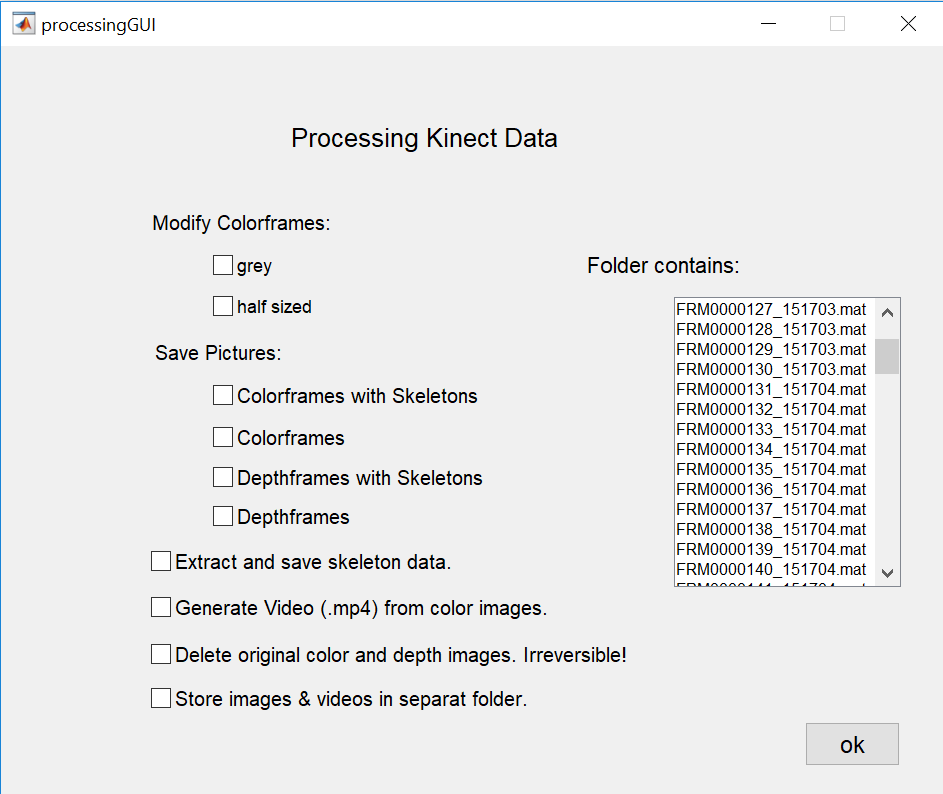 processingGUI
Processing Kinect Data
Modify Colorframes:
grey
half sized
Save Pictures:
Colorframes with Skeletons
Colorframes
Depthframes with Skeletons
Depthframes
Extract and save skeleton data.
Generate Video (.mp4) from color images.
Delete original color and depth images. Irreversible!
Store images & videos in separat folder.
Folder contains:
FRM0000127_151703.mat
FRM0000128_151703.mat
FRM0000129_151703.mat
FRM0000130_151703.mat
FRM0000131_151704.mat
FRM0000132_151704.mat
FRM0000133_151704.mat
FRM0000134_151704.mat
FRM0000135_151704.mat
FRM0000136_151704.mat
FRM0000137_151704.mat
FRM0000138_151704.mat
FRM0000139_151704.mat
FRM0000140_151704.mat
ok